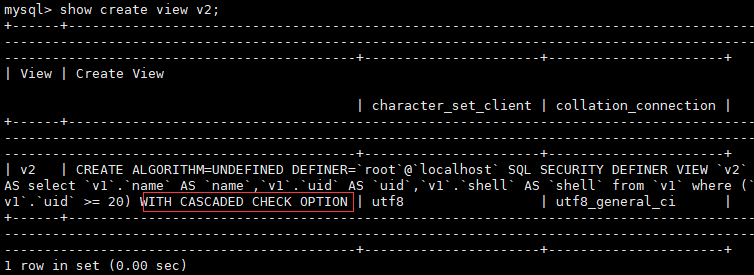 mysql> show create view v2;
+------+-------------------------------------------------------------------------------------
----------------------------------------------------------------------------------------------
--------------------------------------------+----------------------+----------------------+
| View | Create View
| character_set_client | collation_connection |
+------+-------------------------------------------------------------------------------------
----------------------------------------------------------------------------------------------
--------------------------------------------+----------------------+----------------------+
| v2   | CREATE ALGORITHM=UNDEFINED DEFINER=`root`@`localhost` SQL SECURITY DEFINER VIEW `v2`
AS select `v1`.`name` AS `name`,`v1`.`uid` AS `uid`,`v1`.`shell` AS `shell` from `v1` where (`
v1`.`uid` >= 20) WITH CASCADED CHECK OPTION | utf8                 | utf8_general_ci      |
+------+-------------------------------------------------------------------------------------
----------------------------------------------------------------------------------------------
--------------------------------------------+----------------------+----------------------+
1 row in set (0.00 sec)